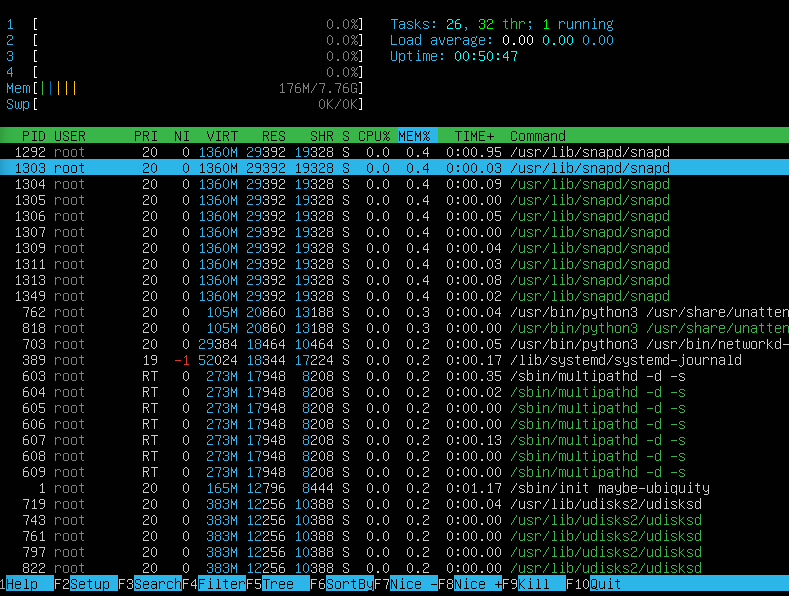 1 [ 0.0%] Tasks: 26, 32 thr; 1 running
2 [ 0.0%] Load average: 0.00 0.00 0.00
3 [ 0.0%] Uptime: 00:50:47
4 [ 0.0%]
Mem[||||| 176M/7.76G]
Swp[ 0K/0K]
PID USER PRI NI VIRT RES SHR S CPU% MEM% TIME+ Command
1292 root 20 0 1360M 29392 19328 S 0.0 0.4 0:00.95 /usr/lib/snapd/snapd
1303 root 20 0 1360M 29392 19328 S 0.0 0.4 0:00.03 /usr/lib/snapd/snapd
1304 root 20 0 1360M 29392 19328 S 0.0 0.4 0:00.09 /usr/lib/snapd/snapd
1305 root 20 0 1360M 29392 19328 S 0.0 0.4 0:00.00 /usr/lib/snapd/snapd
1306 root 20 0 1360M 29392 19328 S 0.0 0.4 0:00.05 /usr/lib/snapd/snapd
1307 root 20 0 1360M 29392 19328 S 0.0 0.4 0:00.00 /usr/lib/snapd/snapd
1309 root 20 0 1360M 29392 19328 S 0.0 0.4 0:00.04 /usr/lib/snapd/snapd
1311 root 20 0 1360M 29392 19328 S 0.0 0.4 0:00.03 /usr/lib/snapd/snapd
1313 root 20 0 1360M 29392 19328 S 0.0 0.4 0:00.08 /usr/lib/snapd/snapd
1349 root 20 0 1360M 29392 19328 S 0.0 0.4 0:00.02 /usr/lib/snapd/snapd
762 root 20 0 105M 20860 13188 S 0.0 0.3 0:00.04 /usr/bin/python3 /usr/share/unatten
818 root 20 0 105M 20860 13188 S 0.0 0.3 0:00.00 /usr/bin/python3 /usr/share/unatten
703 root 20 0 29384 18464 10464 S 0.0 0.2 0:00.05 /usr/bin/python3 /usr/bin/networkd-
389 root 19 -1 52024 18344 17224 S 0.0 0.2 0:00.17 /lib/systemd/systemd-journald
603 root RT 0 273M 17948 8208 S 0.0 0.2 0:00.35 /sbin/multipathd -d -s
604 root RT 0 273M 17948 8208 S 0.0 0.2 0:00.02 /sbin/multipathd -d -s
605 root RT 0 273M 17948 8208 S 0.0 0.2 0:00.00 /sbin/multipathd -d -s
606 root RT 0 273M 17948 8208 S 0.0 0.2 0:00.00 /sbin/multipathd -d -s
607 root RT 0 273M 17948 8208 S 0.0 0.2 0:00.13 /sbin/multipathd -d -s
608 root RT 0 273M 17948 8208 S 0.0 0.2 0:00.00 /sbin/multipathd -d -s
609 root RT 0 273M 17948 8208 S 0.0 0.2 0:00.00 /sbin/multipathd -d -s
1 root 20 0 165M 12796 8444 S 0.0 0.2 0:01.17 /sbin/init maybe-ubiquity
719 root 20 0 383M 12256 10388 S 0.0 0.2 0:00.04 /usr/lib/udisks2/udisksd
743 root 20 0 383M 12256 10388 S 0.0 0.2 0:00.00 /usr/lib/udisks2/udisksd
761 root 20 0 383M 12256 10388 S 0.0 0.2 0:00.00 /usr/lib/udisks2/udisksd
797 root 20 0 383M 12256 10388 S 0.0 0.2 0:00.00 /usr/lib/udisks2/udisksd
822 root 20 0 383M 12256 10388 S 0.0 0.2 0:00.00 /usr/lib/udisks2/udisksd
1Help F2Setup F3SearchF4FilterF5Tree F6SortByF7Nice -F8Nice +F9Kill F10Quit